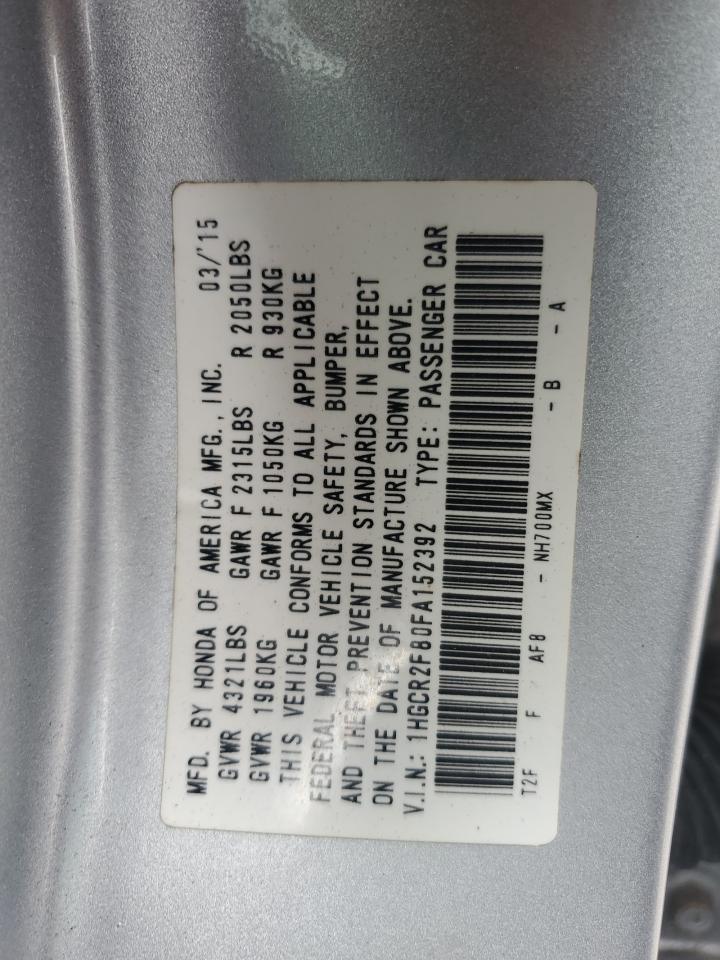 MFD. BY HONDA OF AMERICA MFG., INC. 03/'15
GVWR 4321LBS GAWR F 2315LBS R 2050LBS
GVWR 1960KG GAWR F 1050KG R 930KG
THIS VEHICLE CONFORMS TO ALL APPLICABLE
FEDERAL MOTOR VEHICLE SAFETY, BUMPER,
AND THEFT PREVENTION STANDARDS IN EFFECT
ON THE DATE OF MANUFACTURE SHOWN ABOVE.
V.I.N.: 1HGCR2F80FA152392 TYPE: PASSENGER CAR
T2F F AF8 - NH700MX - B - A